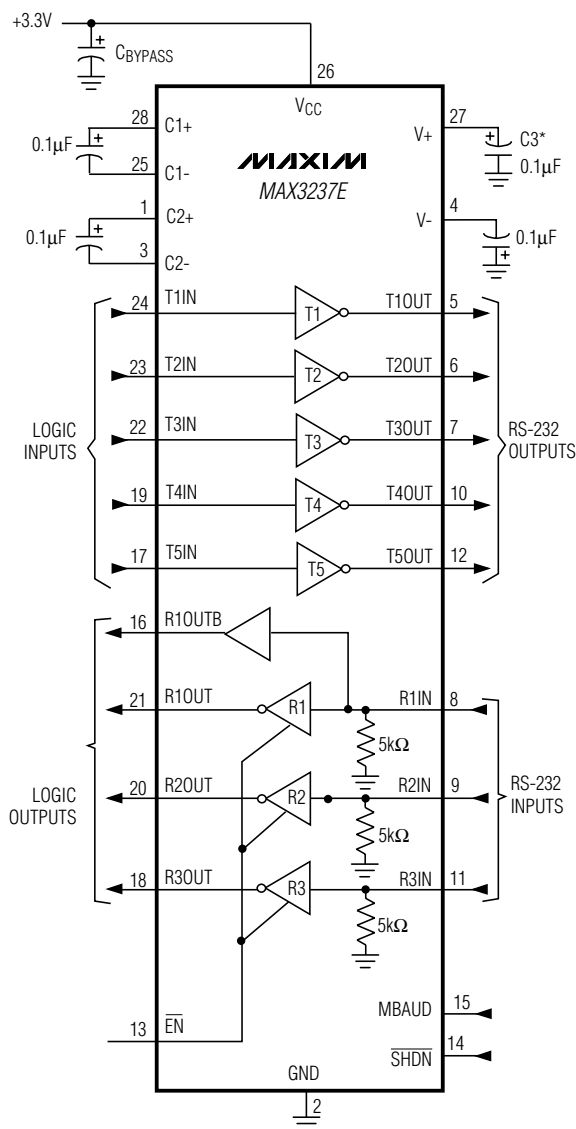 +3.3V
CBYPASS
26
VCC
28
C1+
27
V+
C3*
0.1µF
0.1µF
25
C1-
MAXIM
MAX3237E
1
C2+
4
V-
0.1µF
0.1µF
3
C2-
24
T1IN
T1
T1OUT
5
23
T2IN
T2
T2OUT
6
LOGIC
INPUTS
22
T3IN
T3
T3OUT
7
RS-232
OUTPUTS
19
T4IN
T4
T4OUT
10
17
T5IN
T5
T5OUT
12
16
R1OUTB
21
R1OUT
R1
R1IN
8
5kΩ
LOGIC
OUTPUTS
20
R2OUT
R2
R2IN
9
RS-232
INPUTS
5kΩ
18
R3OUT
R3
R3IN
11
5kΩ
MBAUD
15
13
EN
SHDN
14
GND
2